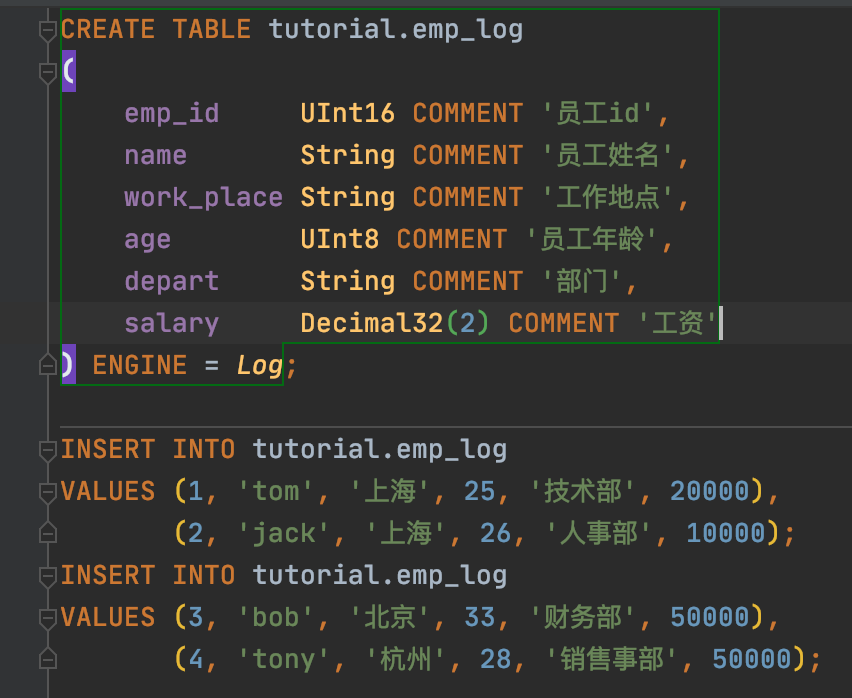 CREATE TABLE tutorial.emp_log
(
    emp_id     UInt16 COMMENT '员工id',
    name       String COMMENT '员工姓名',
    work_place String COMMENT '工作地点',
    age        UInt8 COMMENT '员工年龄',
    depart     String COMMENT '部门',
    salary     Decimal32(2) COMMENT '工资'
) ENGINE = Log;
INSERT INTO tutorial.emp_log
VALUES (1, 'tom', '上海', 25, '技术部', 20000),
       (2, 'jack', '上海', 26, '人事部', 10000);
INSERT INTO tutorial.emp_log
VALUES (3, 'bob', '北京', 33, '财务部', 50000),
       (4, 'tony', '杭州', 28, '销售事部', 50000);